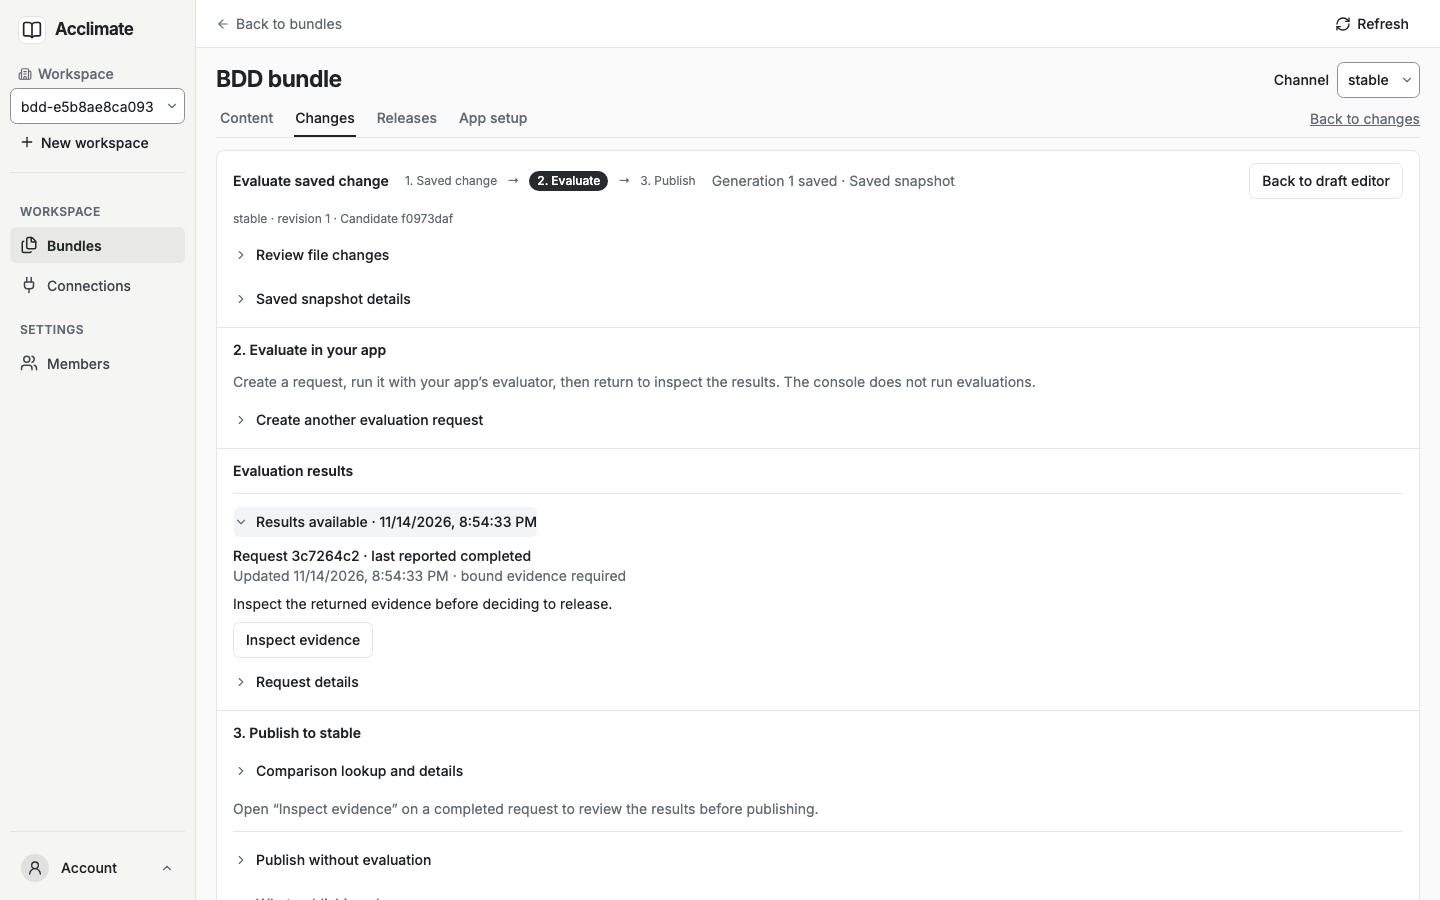 Acclimate
Workspace
bdd-e5b8ae8ca093
New workspace
WORKSPACE
Bundles
Connections
SETTINGS
Members
Account
Back to bundles
Refresh
BDD bundle
Channel
stable
Content
Changes
Releases
App setup
Back to changes
Evaluate saved change
1. Saved change → 2. Evaluate → 3. Publish
Generation 1 saved · Saved snapshot
Back to draft editor
stable · revision 1 · Candidate f0973daf
Review file changes
Saved snapshot details
2. Evaluate in your app
Create a request, run it with your app’s evaluator, then return to inspect the results. The console does not run evaluations.
Create another evaluation request
Evaluation results
Results available · 11/14/2026, 8:54:33 PM
Request 3c7264c2 · last reported completed
Updated 11/14/2026, 8:54:33 PM · bound evidence required
Inspect the returned evidence before deciding to release.
Inspect evidence
Request details
3. Publish to stable
Comparison lookup and details
Open “Inspect evidence” on a completed request to review the results before publishing.
Publish without evaluation